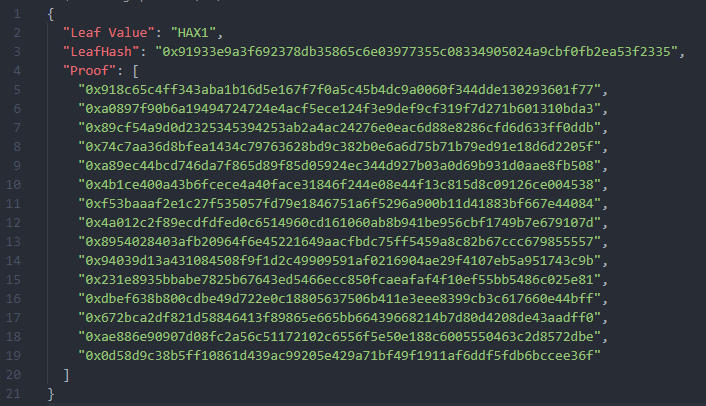 1 {
2 "Leaf Value": "HAX1",
3 "LeafHash": "0x91933e9a3f692378db35865c6e03977355c08334905024a9cbf0fb2ea53f2335",
4 "Proof": [
5 "0x918c65c4ff343aba1b16d5e167f7f0a5c45b4dc9a0060f344dde130293601f77",
6 "0xa0897f90b6a19494724724e4acf5ece124f3e9def9cf319f7d271b601310bda3",
7 "0x89cf54a9d0d2325345394253ab2a4ac24276e0eac6d88e8286cfd6d633ff0ddb",
8 "0x74c7aa36d8bfea1434c79763628bd9c382b0e6a6d75b71b79ed91e18d6d2205f",
9 "0xa89ec44bcd746da7f865d89f85d05924ec344d927b03a0d69b931d0aae8fb508",
10 "0x4b1ce400a43b6fcece4a40face31846f244e08e44f13c815d8c09126ce004538",
11 "0xf53baaaf2e1c27f535057fd79e1846751a6f5296a900b11d41883bf667e44084",
12 "0x4a012c2f89ecdfdfed0c6514960cd161060ab8b941be956cbf1749b7e679107d",
13 "0x8954028403afb20964f6e45221649aacfbdc75ff5459a8c82b67ccc679855557",
14 "0x94039d13a431084508f9f1d2c49909591af0216904ae29f4107eb5a951743c9b",
15 "0x231e8935bbabe7825b67643ed5466ecc850fcaeafaf4f10ef55bb5486c025e81",
16 "0xdbef638b800cdbe49d722e0c18805637506b411e3eee8399cb3c617660e44bff",
17 "0x672bca2df821d58846413f89865e665bb66439668214b7d80d4208de43aadff0",
18 "0xae886e90907d08fc2a56c51172102c6556f5e50e188c6005550463c2d8572dbe",
19 "0x0d58d9c38b5ff10861d439ac99205e429a71bf49f1911af6ddf5fdb6bccee36f"
20 ]
21 }